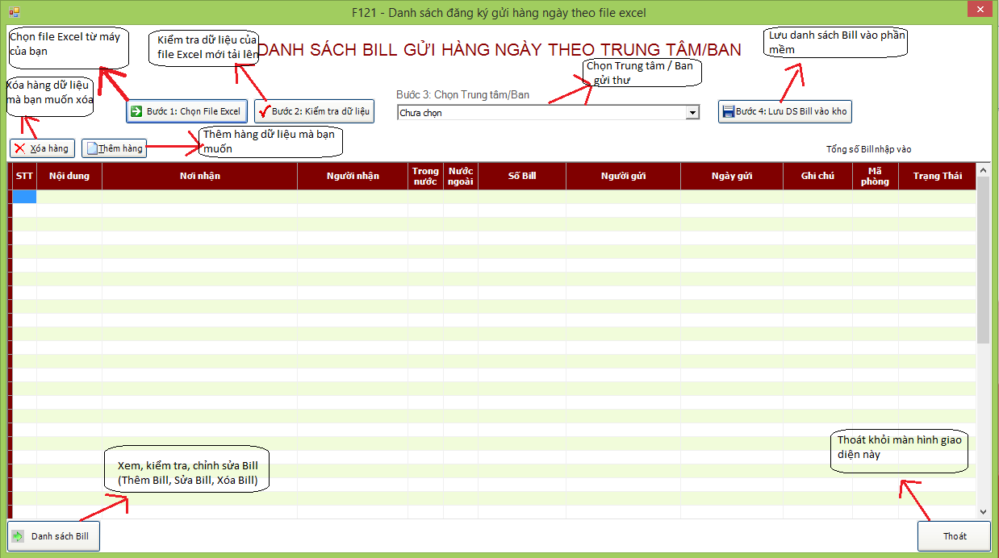 F121 - Danh sách đăng ký gửi hàng ngày theo file excel
Chọn file Excel từ máy
của bạn
Kiểm tra dữ liệu của
file Excel mới tải lên
DANH SÁCH BILL GỬI HÀNG NGÀY THEO TRUNG TÂM/BAN
Lưu danh sách Bill vào phần
mềm
Chọn Trung tâm / Ban
gửi thư
Xóa hàng dữ liệu
mà bạn muốn xóa
Bước 3: Chọn Trung tâm/Ban
Bước 1: Chọn File Excel
Bước 2: Kiểm tra dữ liệu
Chưa chọn
Bước 4: Lưu DS Bill vào kho
Thêm hàng dữ liệu mà bạn
muốn
Xóa hàng
Thêm hàng
Tổng số Bill nhập vào
STT
Nội dung
Nơi nhận
Người nhận
Trong
nước
Nước
ngoài
Số Bill
Người gửi
Ngày gửi
Ghi chú
Mã
phòng
Trạng Thái
Thoát khỏi màn hình giao
diện này
Xem, kiểm tra, chỉnh sửa Bill
(Thêm Bill, Sửa Bill, Xóa Bill)
Danh sách Bill
Thoát